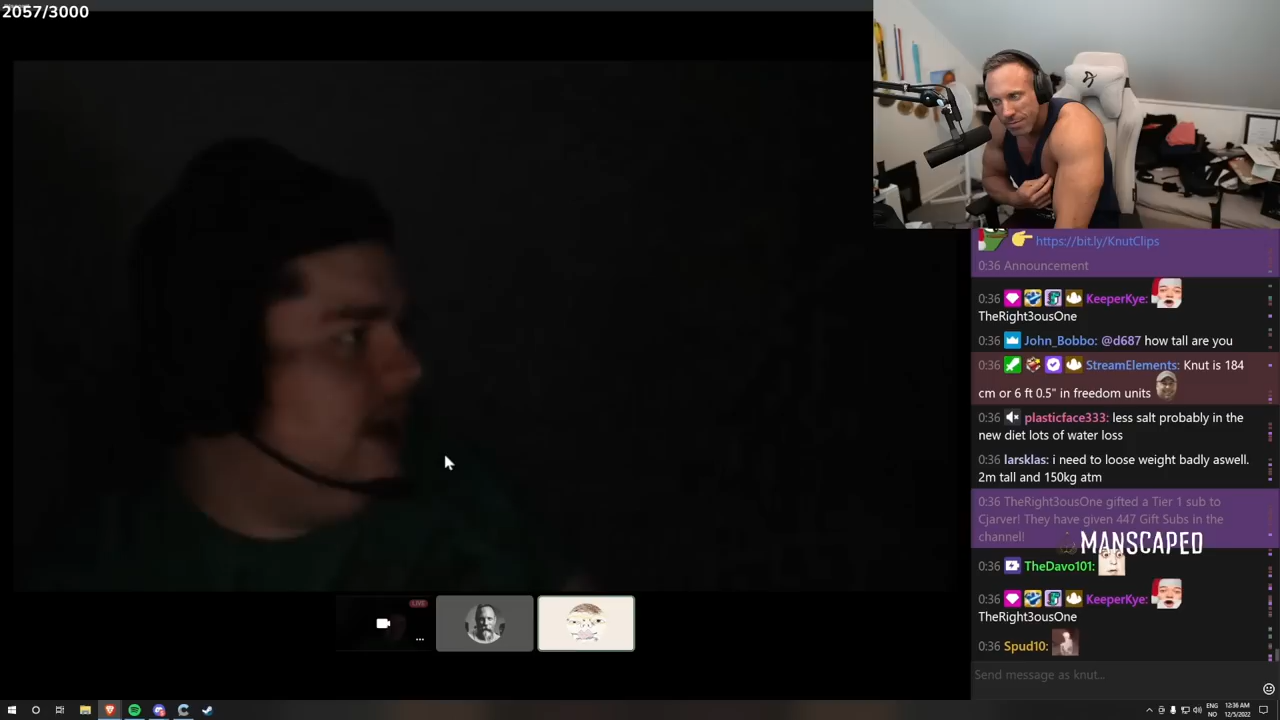 2057/3000
https://bit.ly/KnutClips
0:36 Announcement
0:36 KeeperKye:
TheRight3ousOne
0:36 John_Bobbo: @d687 how tall are you
0:36 StreamElements: Knut is 184
cm or 6 ft 0.5" in freedom units
0:36 plasticface333: less salt probably in the
new diet lots of water loss
0:36 larsklas: i need to loose weight badly aswell.
2m tall and 150kg atm
0:36 TheRight3ousOne gifted a Tier 1 sub to
Cjarver! They have given 447 Gift Subs in the
channel!
MANSCAPED
0:36 TheDavo101:
0:36 KeeperKye:
TheRight3ousOne
0:36 Spud10:
Send message as knut...
LIVE
...
ENG
NO
12:36 AM
12/5/2022